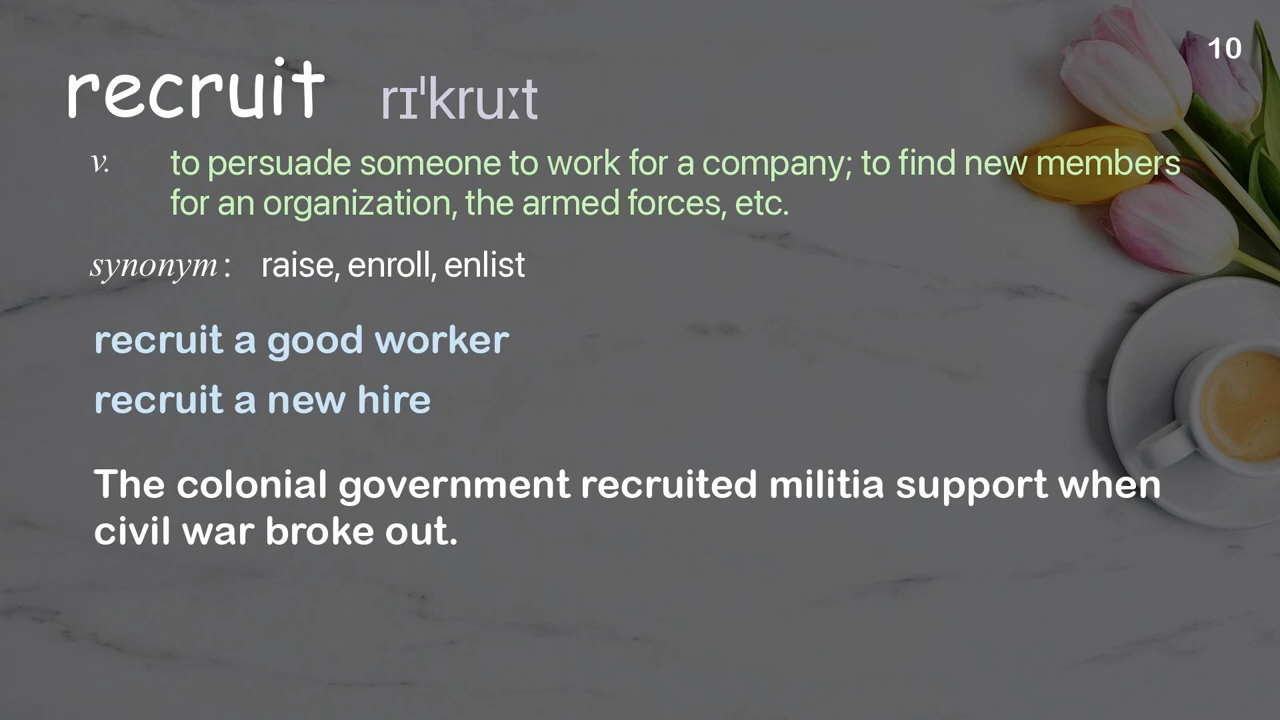 10
recruit rɪˈkruːt
v. to persuade someone to work for a company; to find new members
for an organization, the armed forces, etc.
synonym : raise, enroll, enlist
recruit a good worker
recruit a new hire
The colonial government recruited militia support when
civil war broke out.